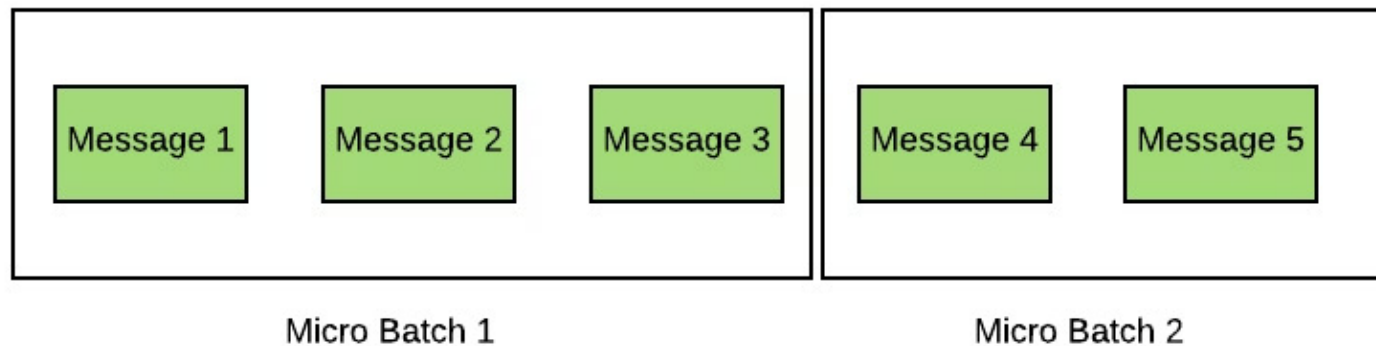 Message 1
Message 2
Message 3
Message 4
Message 5
Micro Batch 1
Micro Batch 2